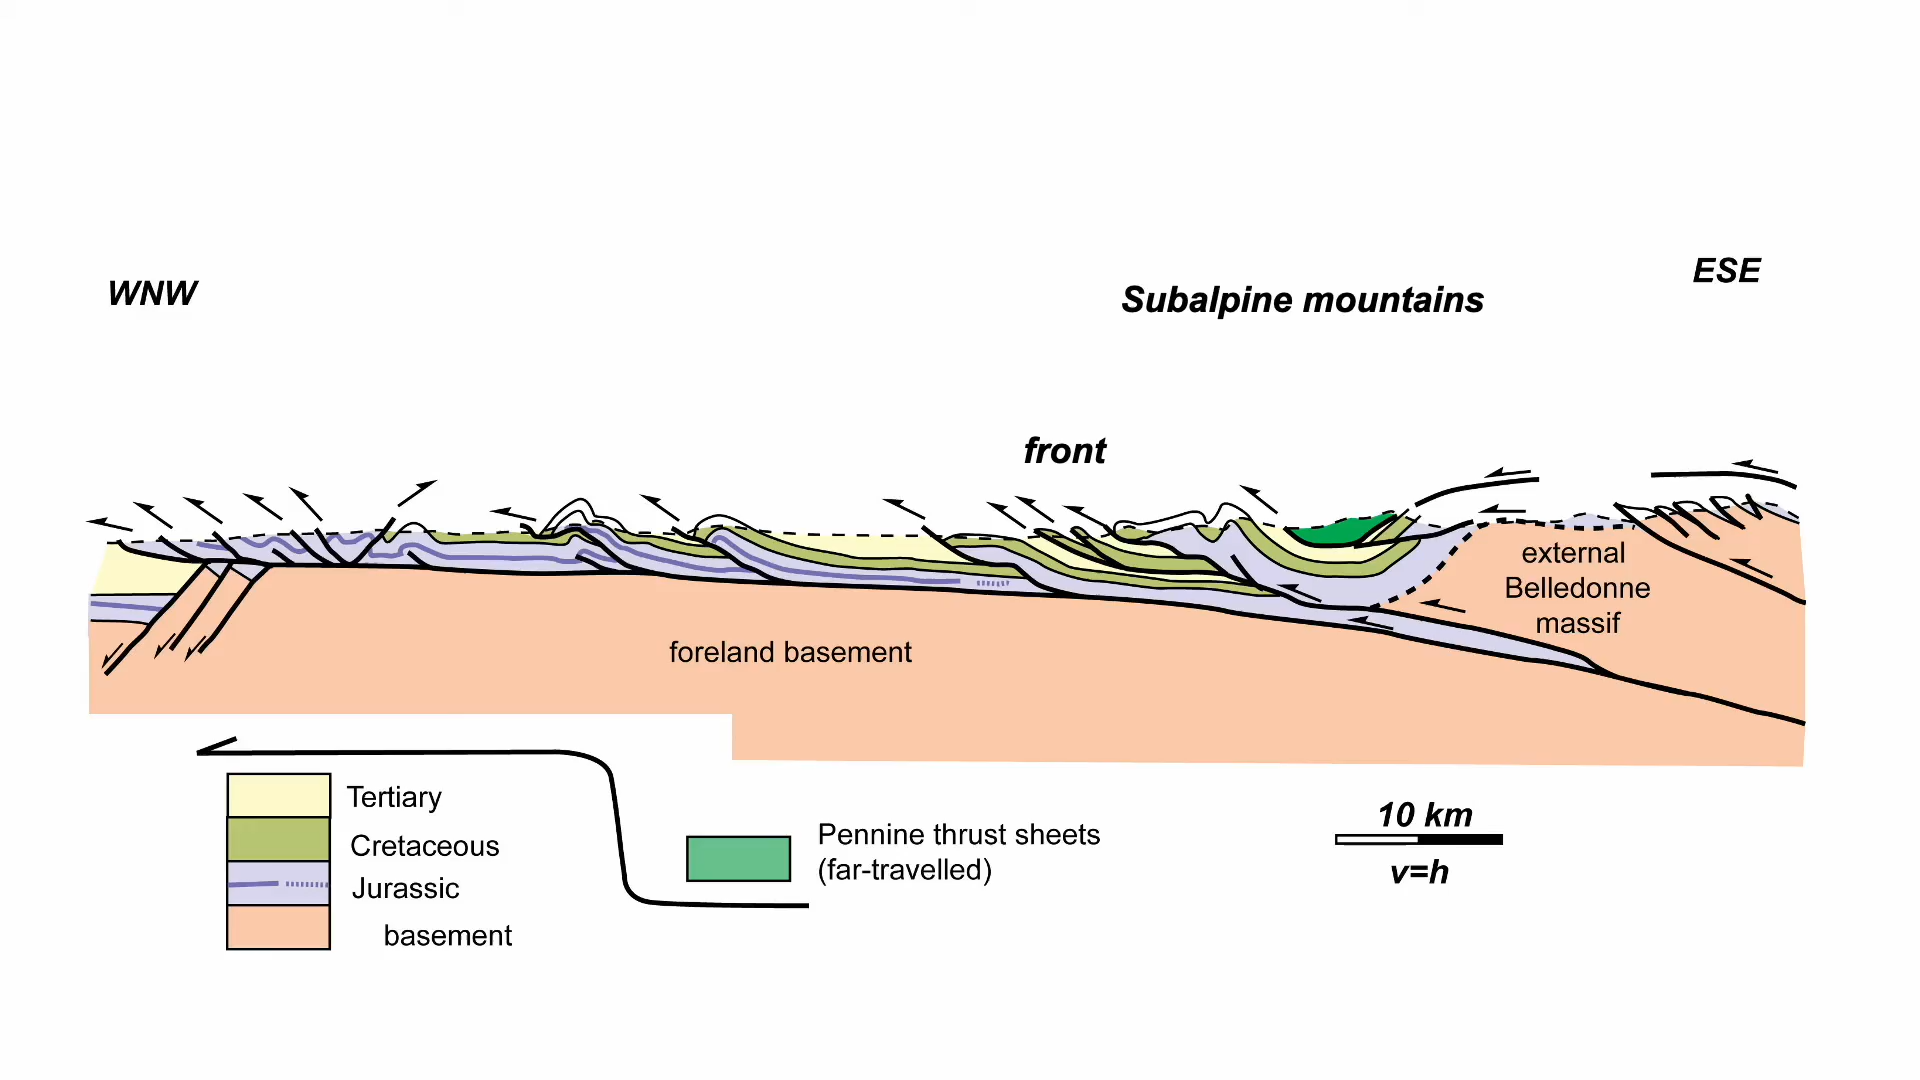 WNW
ESE
Subalpine mountains
front
external
Belledonne
massif
foreland basement
Tertiary
Cretaceous
Jurassic
basement
Pennine thrust sheets
(far-travelled)
10 km
v=h